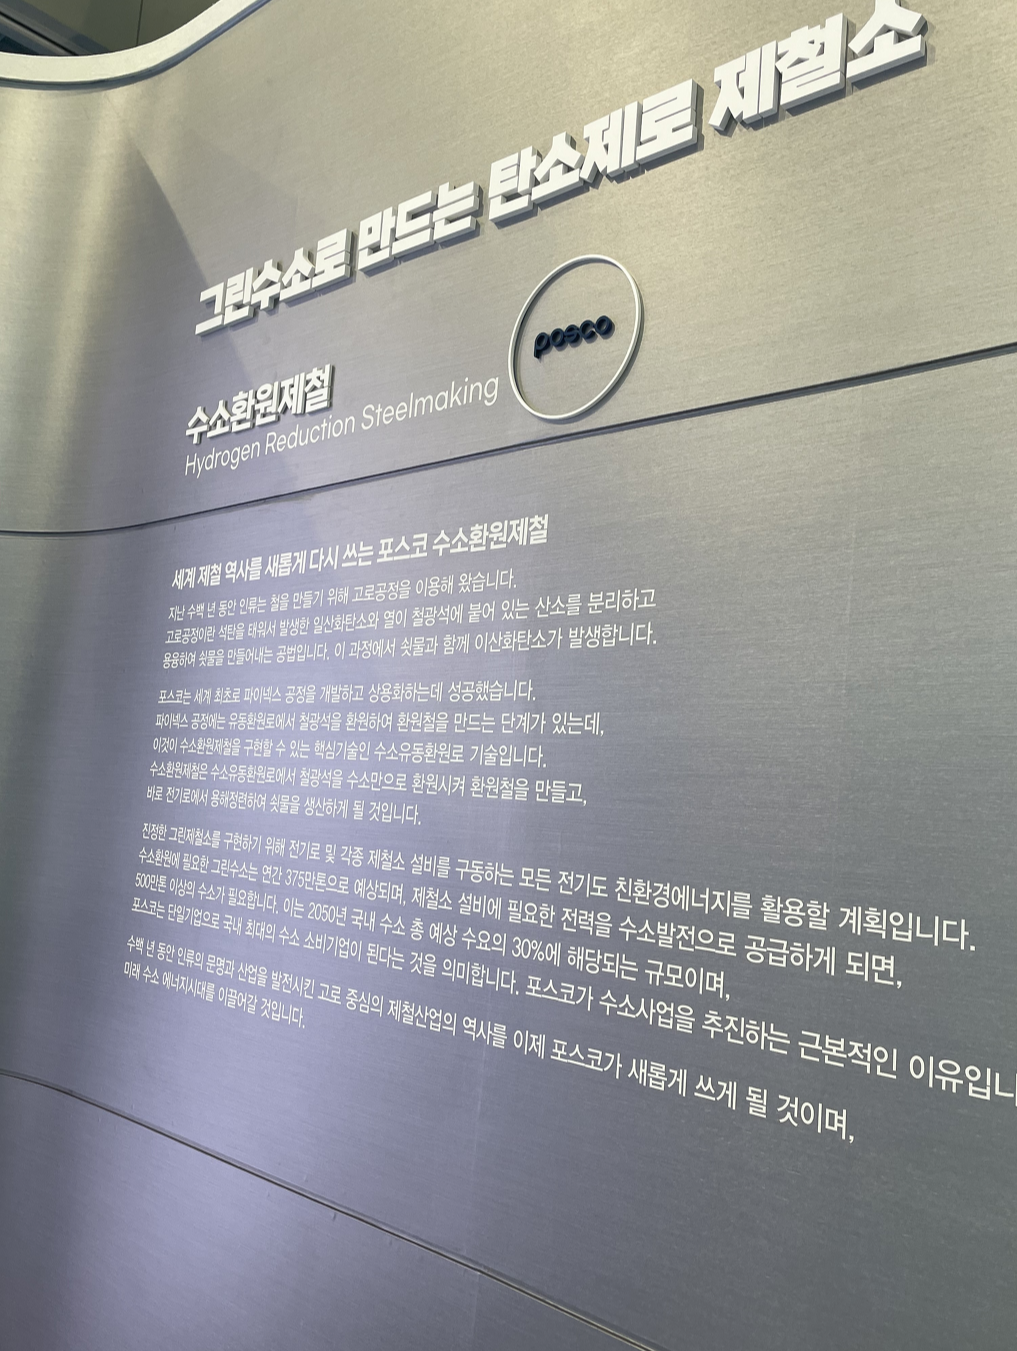 그린수소로 만드는 탄소제로 제철소
posco
수소환원제철
Hydrogen Reduction Steelmaking
세계 제철 역사를 새롭게 다시 쓰는 포스코 수소환원제철
지난 수백 년 동안 인류는 철을 만들기 위해 고로공정을 이용해 왔습니다.
고로공정이란 석탄을 태워서 발생한 일산화탄소와 열이 철광석에 붙어 있는 산소를 분리하고
용융하여 쇳물을 만들어내는 공법입니다. 이 과정에서 쇳물과 함께 이산화탄소가 발생합니다.
포스코는 세계 최초로 파이넥스 공정을 개발하고 상용화하는데 성공했습니다.
파이넥스 공정에는 유동환원로에서 철광석을 환원하여 환원철을 만드는 단계가 있는데,
이것이 수소환원제철을 구현할 수 있는 핵심기술인 수소유동환원로 기술입니다.
수소환원제철은 수소유동환원로에서 철광석을 수소만으로 환원시켜 환원철을 만들고,
바로 전기로에서 용해정련하여 쇳물을 생산하게 될 것입니다.
진정한 그린제철소를 구현하기 위해 전기로 및 각종 제철소 설비를 구동하는 모든 전기도 친환경에너지를 활용할 계획입니다.
수소환원에 필요한 그린수소는 연간 375만톤으로 예상되며, 제철소 설비에 필요한 전력을 수소발전으로 공급하게 되면,
500만톤 이상의 수소가 필요합니다. 이는 2050년 국내 수소 총 예상 수요의 30%에 해당되는 규모이며,
포스코는 단일기업으로 국내 최대의 수소 소비기업이 된다는 것을 의미합니다. 포스코가 수소사업을 추진하는 근본적인 이유입니
수백 년 동안 인류의 문명과 산업을 발전시킨 고로 중심의 제철산업의 역사를 이제 포스코가 새롭게 쓰게 될 것이며,
미래 수소 에너지시대를 이끌어갈 것입니다.